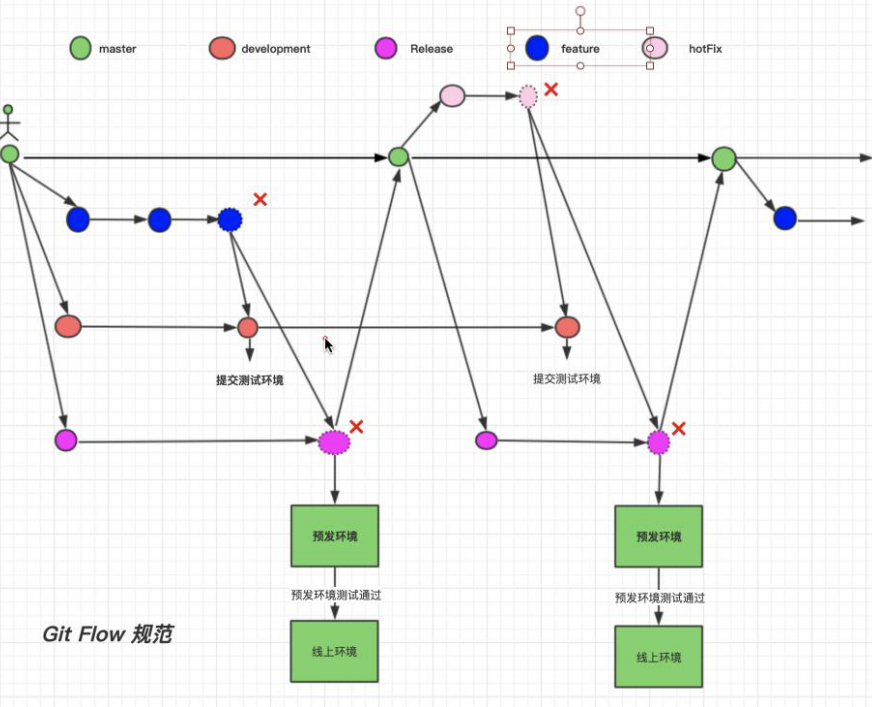 master
development
Release
feature
hotFix
提交测试环境
提交测试环境
预发环境
预发环境
预发环境测试通过
预发环境测试通过
Git Flow 规范
线上环境
线上环境